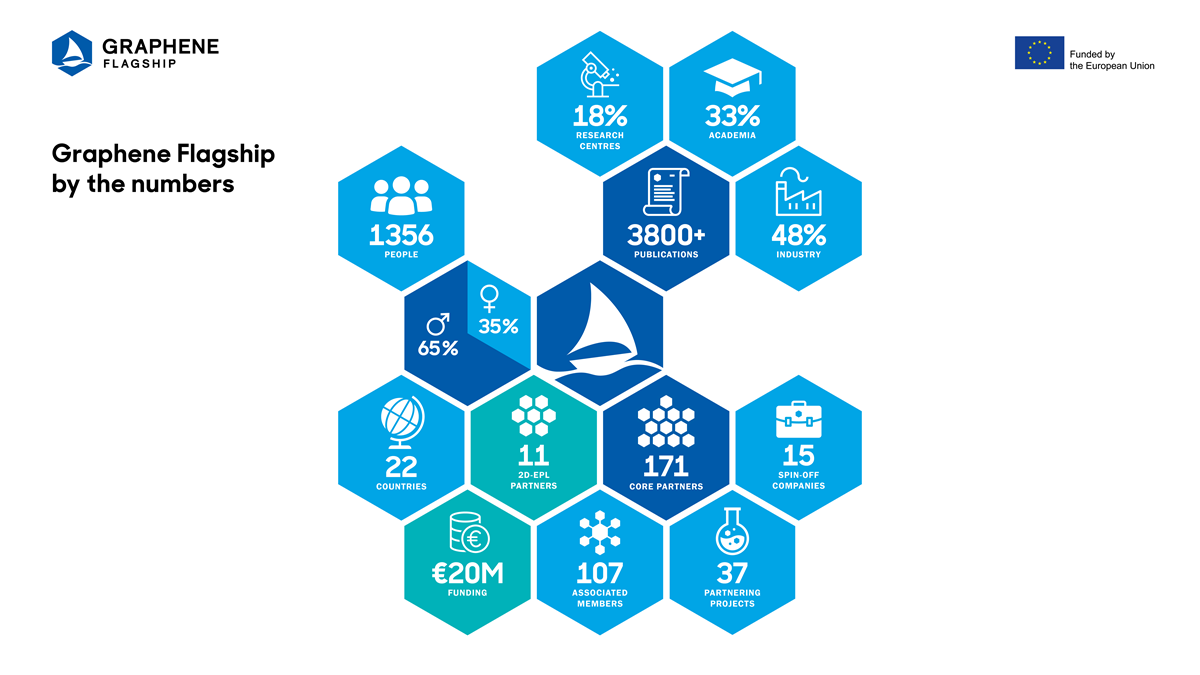 GRAPHENE
FLAGSHIP
Funded by
the European Union
Graphene Flagship
by the numbers
18%
RESEARCH
CENTRES
33%
ACADEMIA
1356
PEOPLE
3800+
PUBLICATIONS
48%
INDUSTRY
35%
65%
22
COUNTRIES
11
2D-EPL
PARTNERS
171
CORE PARTNERS
15
SPIN-OFF
COMPANIES
€
€20M
FUNDING
107
ASSOCIATED
MEMBERS
37
PARTNERING
PROJECTS